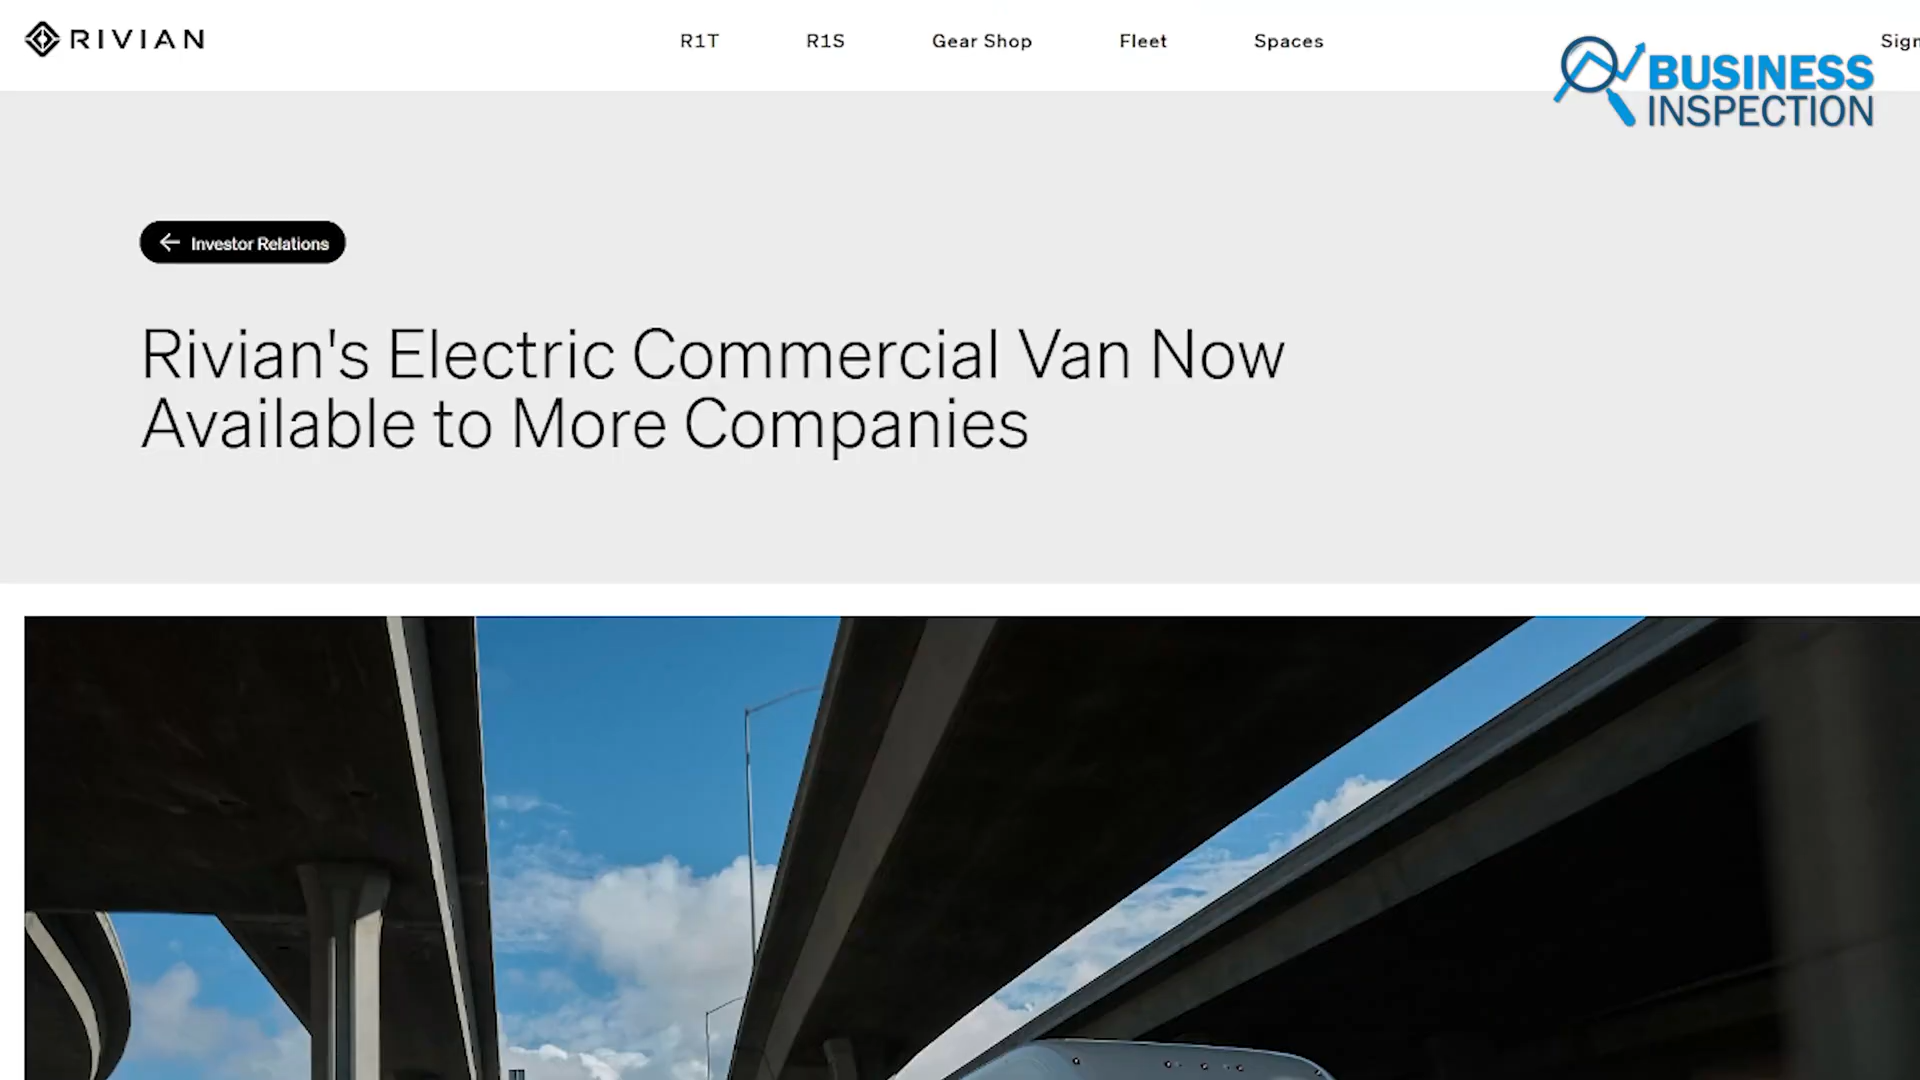 RIVIAN
R1T
R1S
Gear Shop
Fleet
Spaces
Sign
BUSINESS
INSPECTION
Investor Relations
Rivian's Electric Commercial Van Now
Available to More Companies